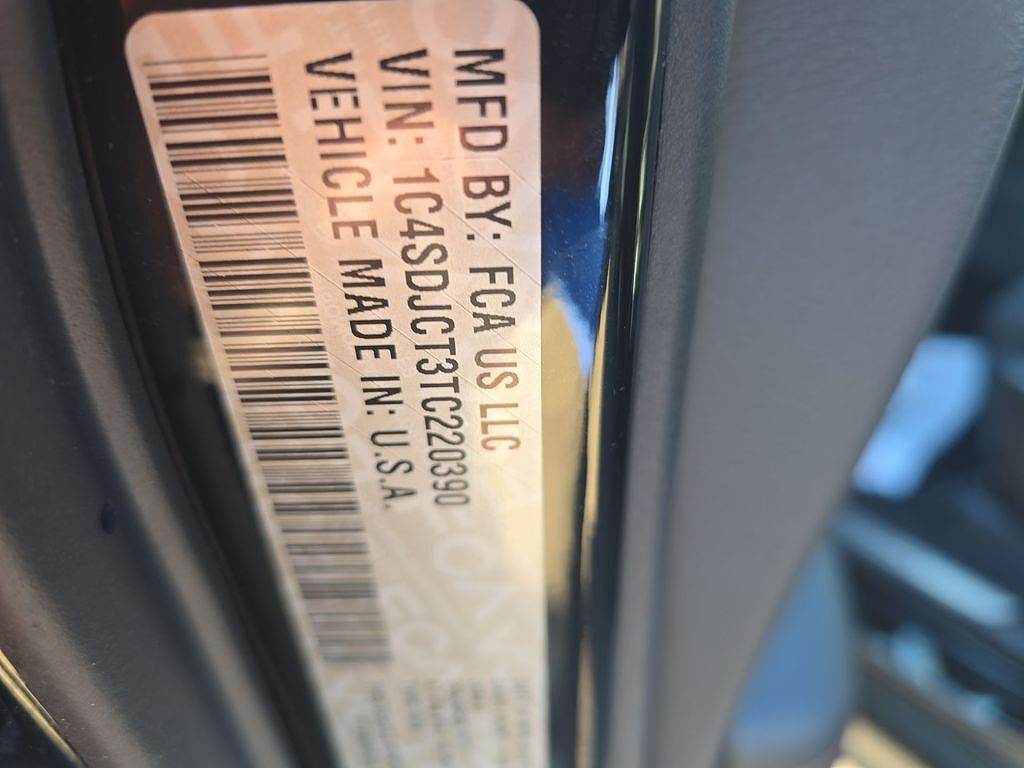 MFD BY: FCA US LLC
VIN: 1C4SDJCT3TC220390
VEHICLE MADE IN: U.S.A.